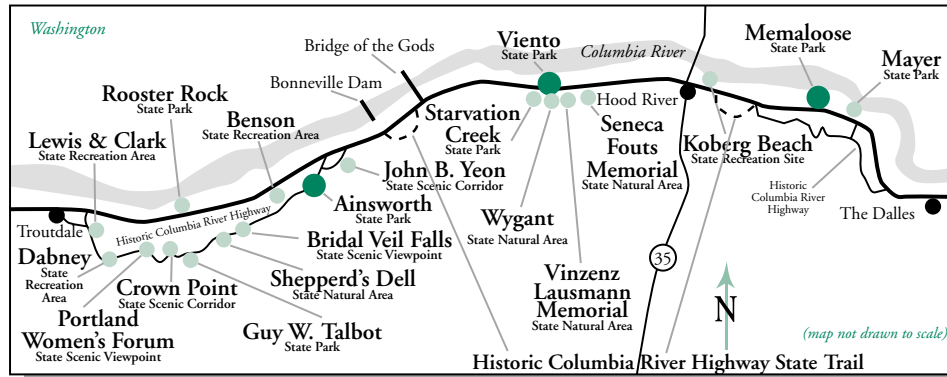 Washington
Bridge of the Gods
Bonneville Dam
Viento
State Park
Columbia River
Memaloose
State Park
Mayer
State Park
Rooster Rock
State Park
Benson
State Recreation Area
Lewis & Clark
State Recreation Area
Starvation
Creek
State Park
Hood River
Seneca
Fouts
Memorial
State Natural Area
Koberg Beach
State Recreation Site
John B. Yeon
State Scenic Corridor
Ainsworth
State Park
Historic
Columbia River
Highway
The Dalles
Wygant
State Natural Area
Troutdale
Historic Columbia River Highway
Bridal Veil Falls
State Scenic Viewpoint
Dabney
State
Recreation
Area
Shepperd's Dell
State Natural Area
Crown Point
State Scenic Corridor
Vinzenz
Lausmann
Memorial
State Natural Area
35
Portland
Women's Forum
State Scenic Viewpoint
Guy W. Talbot
State Park
N
(map not drawn to scale)
Historic Columbia River Highway State Trail